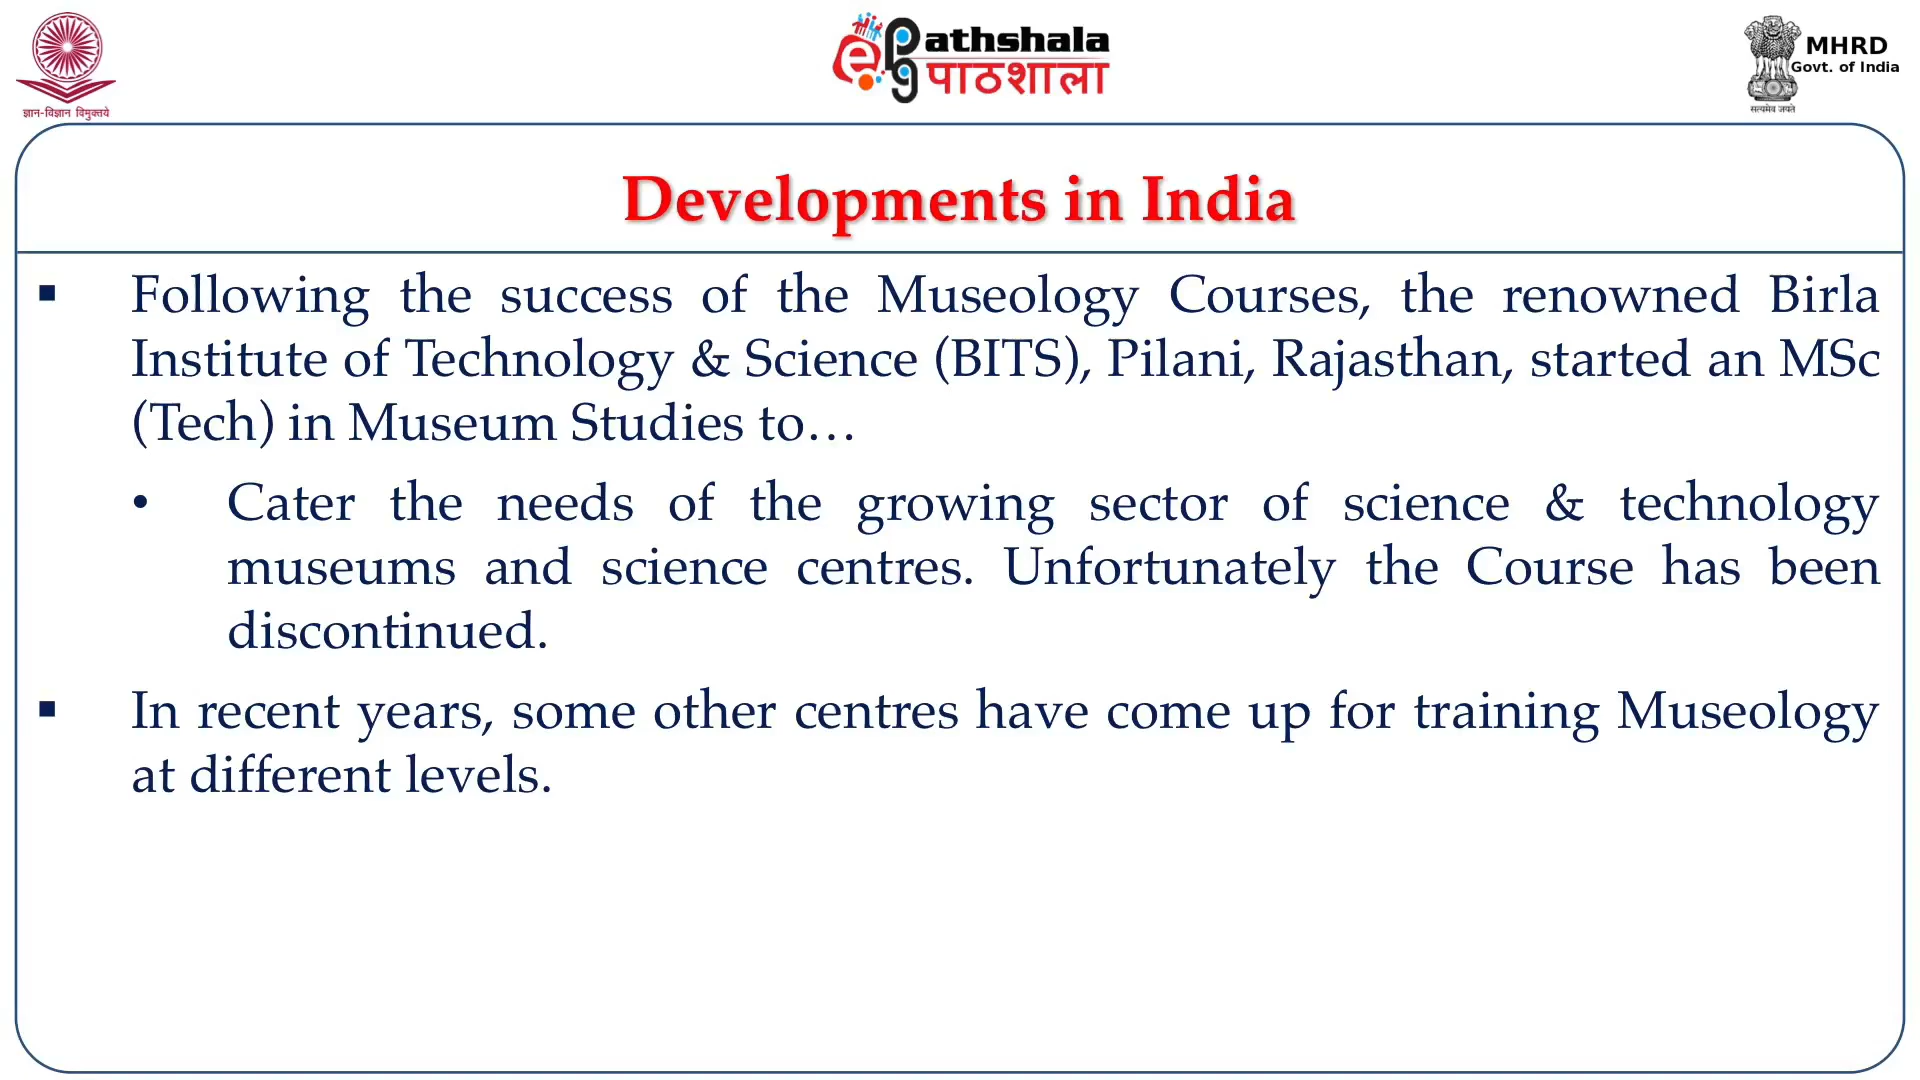 ज्ञान-विज्ञान विमुक्तये
ePathshala
पाठशाला
MHRD
Govt. of India
सत्यमेव जयते
Developments in India
▪ Following the success of the Museology Courses, the renowned Birla
Institute of Technology & Science (BITS), Pilani, Rajasthan, started an MSc
(Tech) in Museum Studies to…
• Cater the needs of the growing sector of science & technology
museums and science centres. Unfortunately the Course has been
discontinued.
▪ In recent years, some other centres have come up for training Museology
at different levels.